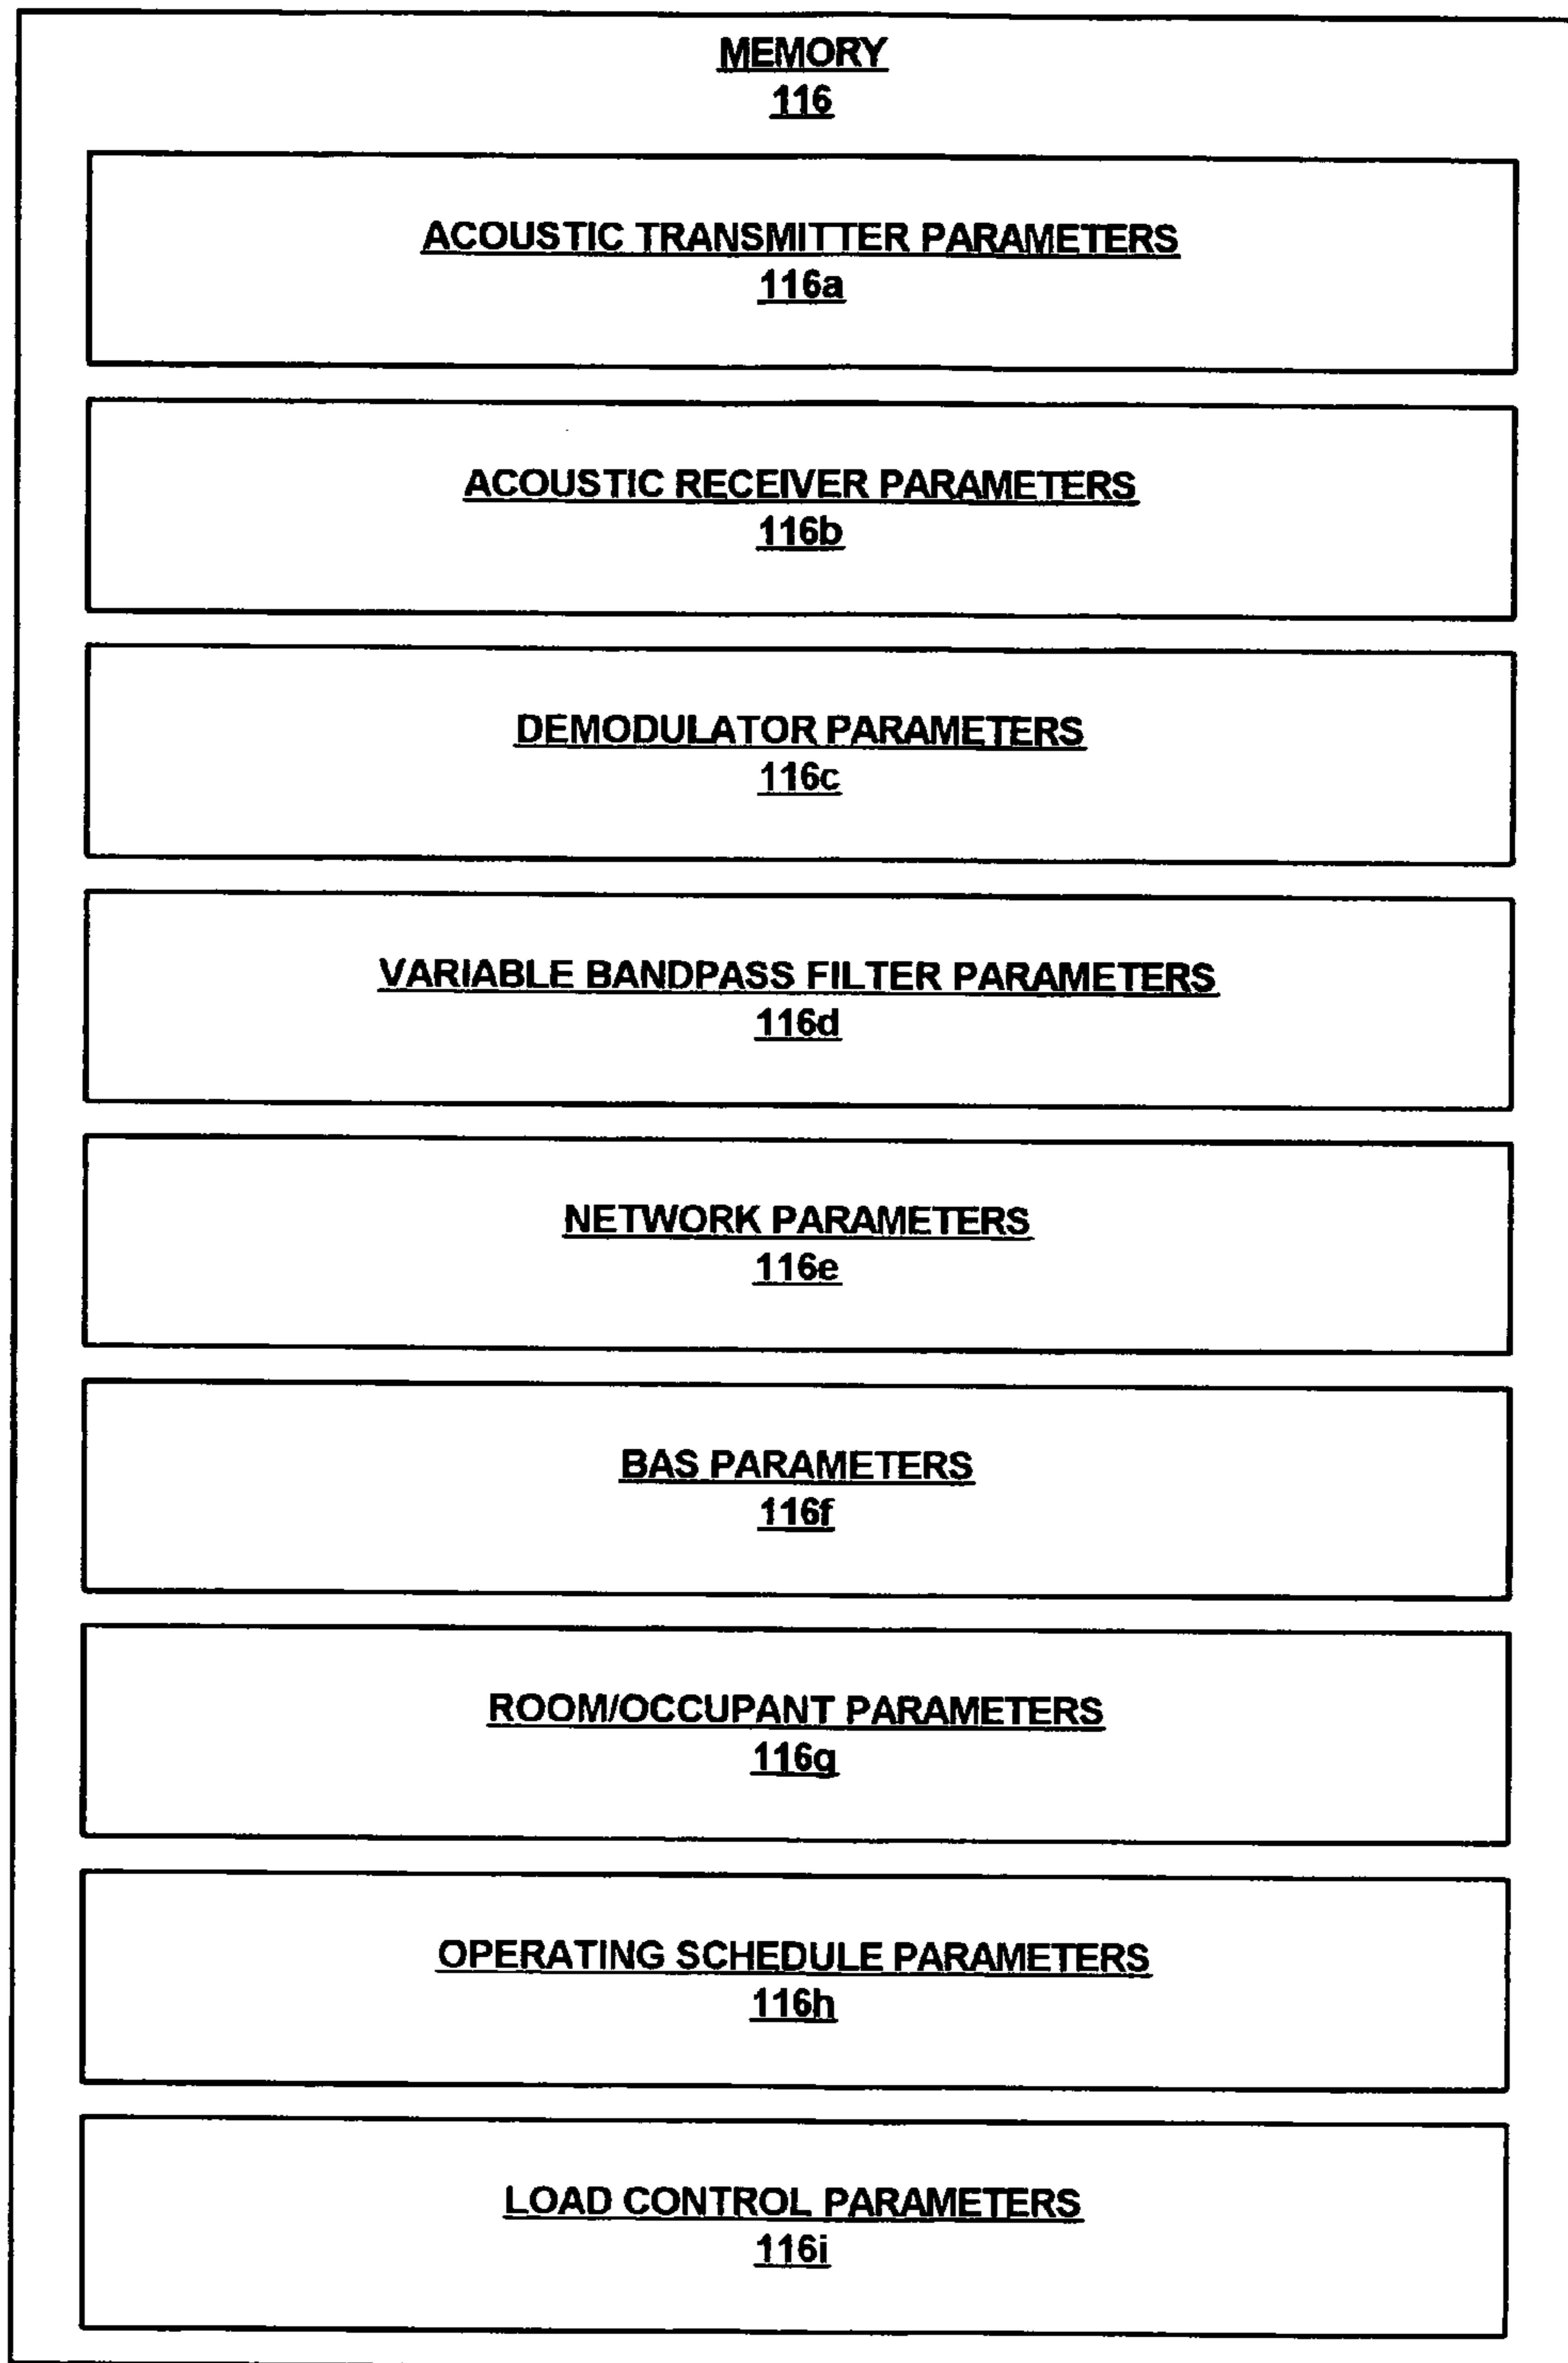 MEMORY
116
ACOUSTIC TRANSMITTER PARAMETERS
116a
ACOUSTIC RECEIVER PARAMETERS
116b
DEMODULATOR PARAMETERS
116c
VARIABLE BANDPASS FILTER PARAMETERS
116d
NETWORK PARAMETERS
116e
BAS PARAMETERS
116f
ROOM/OCCUPANT PARAMETERS
116g
OPERATING SCHEDULE PARAMETERS
116h
LOAD CONTROL PARAMETERS
116i